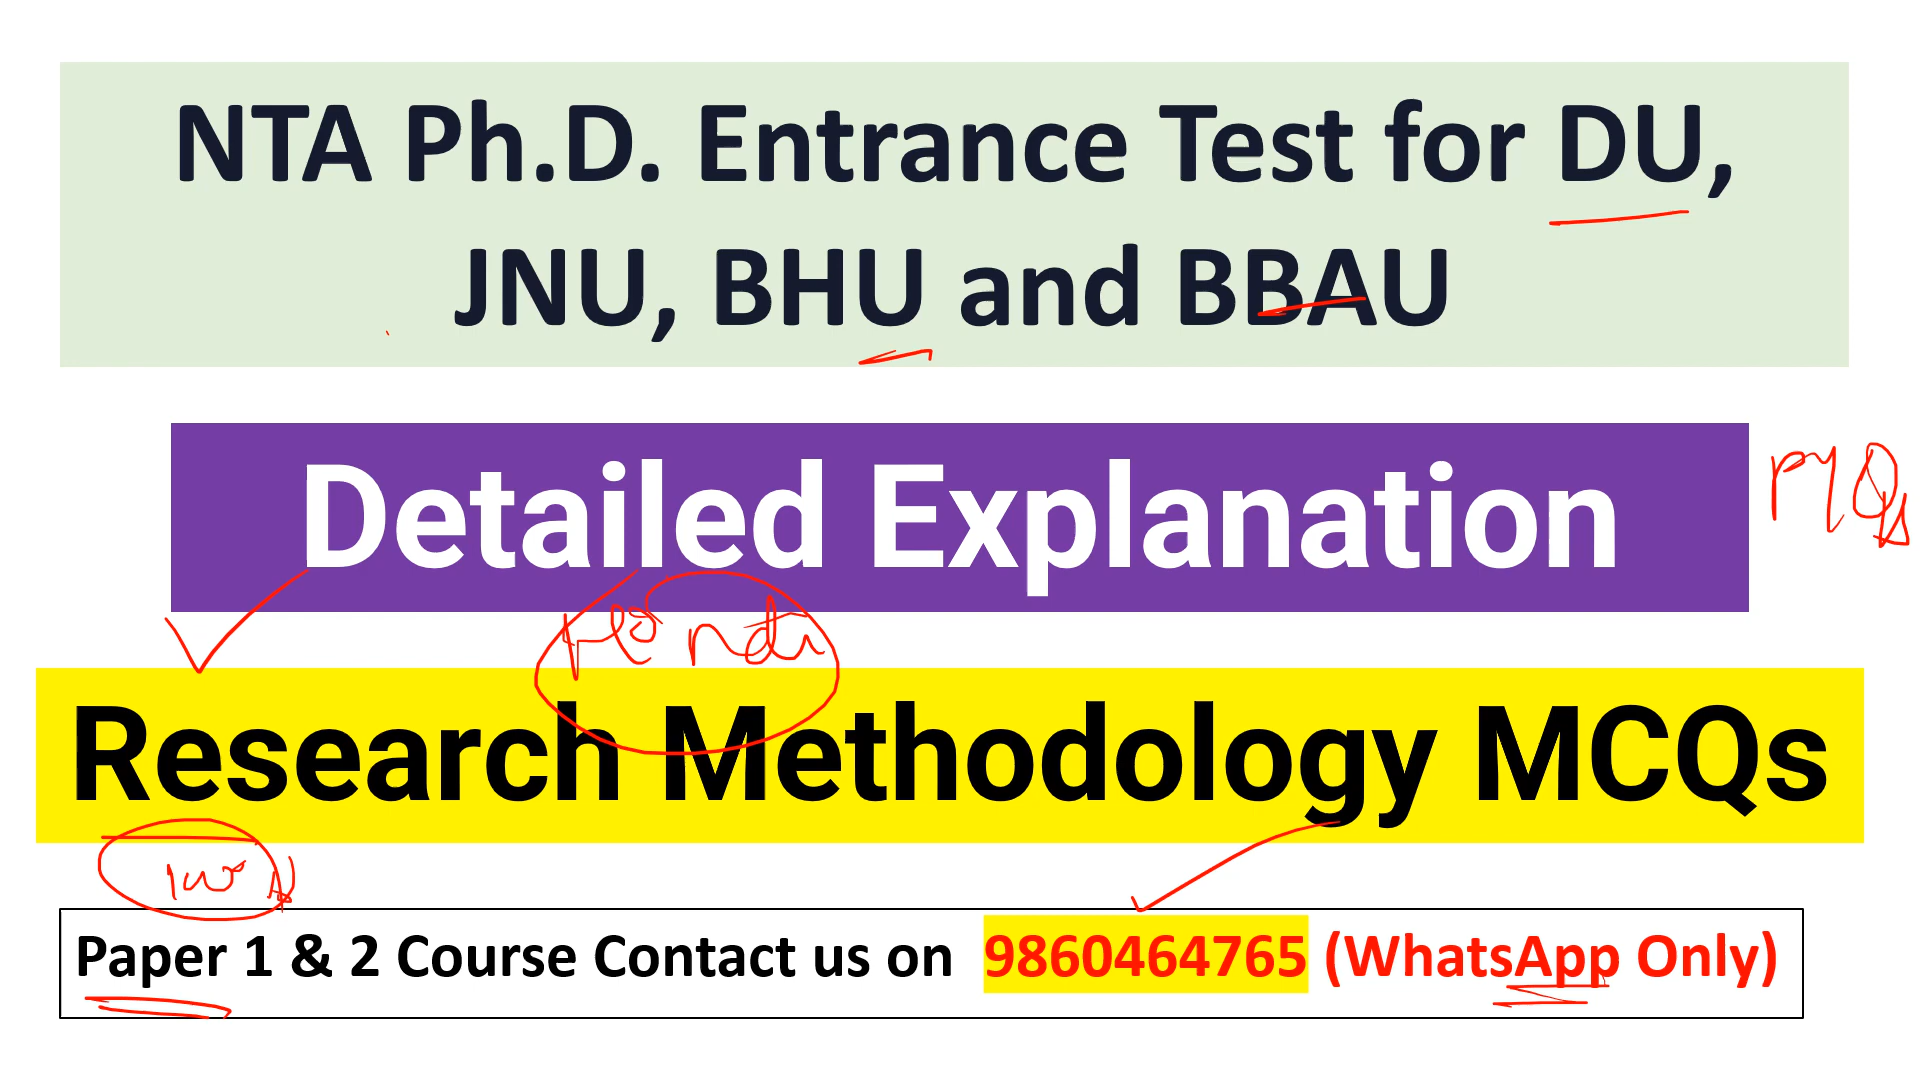 NTA Ph.D. Entrance Test for DU,
JNU, BHU and BBAU
Detailed Explanation
PYQs
Research Methodology MCQs
Paper 1 & 2 Course Contact us on 9860464765 (WhatsApp Only)